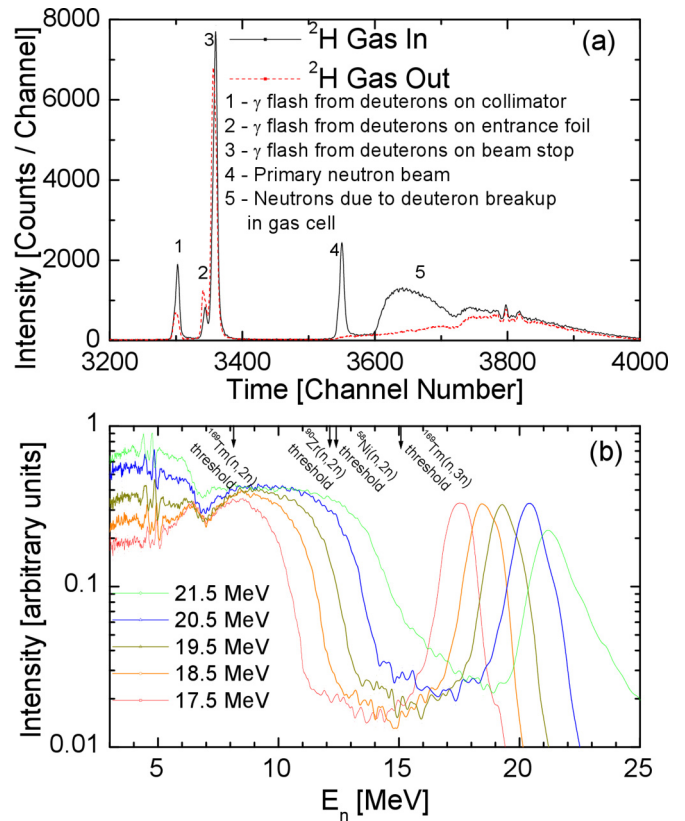 ²H Gas In
(a)
²H Gas Out
1 - γ flash from deuterons on collimator
2 - γ flash from deuterons on entrance foil
3 - γ flash from deuterons on beam stop
4 - Primary neutron beam
5 - Neutrons due to deuteron breakup
in gas cell
3
1
2
4
5
8000
6000
4000
2000
0
Intensity [Counts / Channel]
3200 3400 3600 3800 4000
Time [Channel Number]
(b)
¹⁶⁹Tm(n,2n)
threshold
⁹⁰Zr(n,2n)
threshold
⁵⁸Ni(n,2n)
threshold
¹⁶⁹Tm(n,3n)
threshold
1
0.1
0.01
Intensity [arbitrary units]
21.5 MeV
20.5 MeV
19.5 MeV
18.5 MeV
17.5 MeV
5 10 15 20 25
Eₙ [MeV]